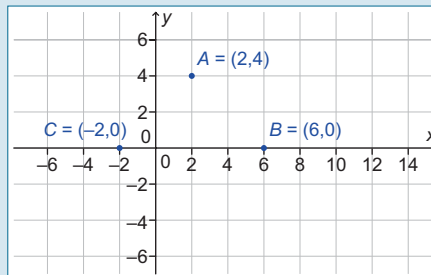 y
6
A = (2,4)
4
2
C = (–2,0) 0 B = (6,0) x
–6 –4 –2 0 2 4 6 8 10 12 14
–2
–4
–6